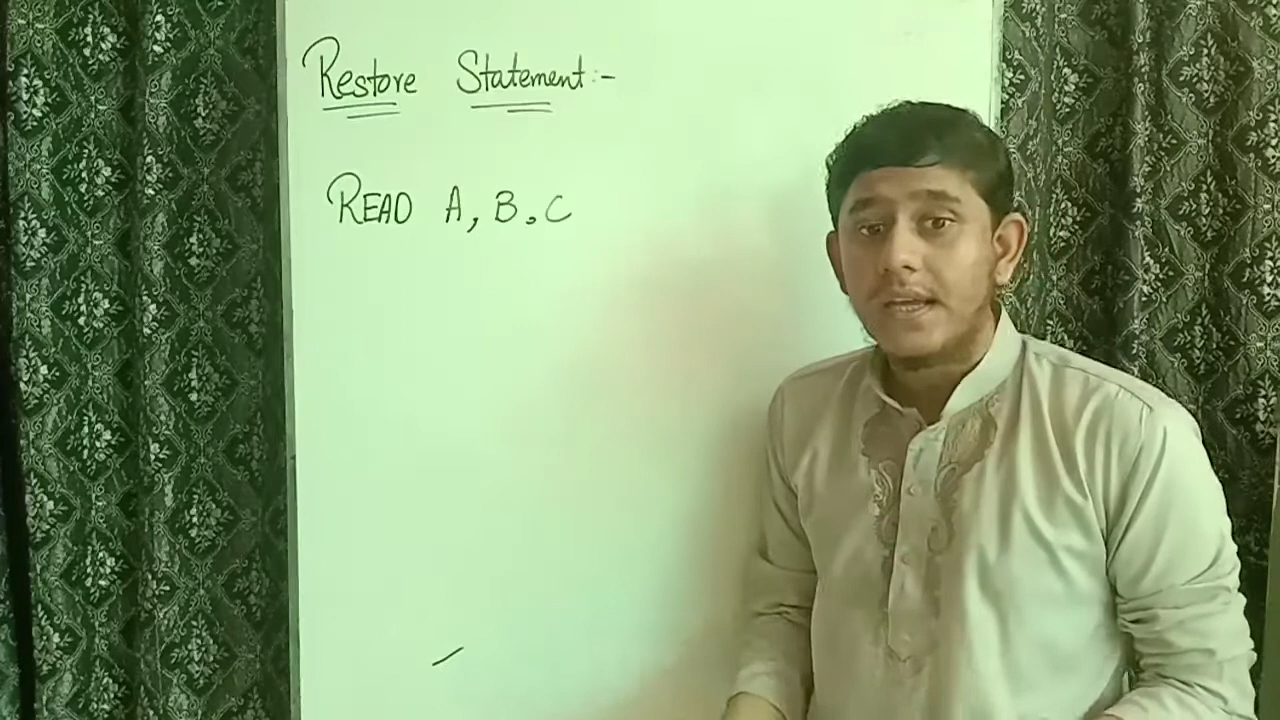 Restore Statement:-
READ A, B, C